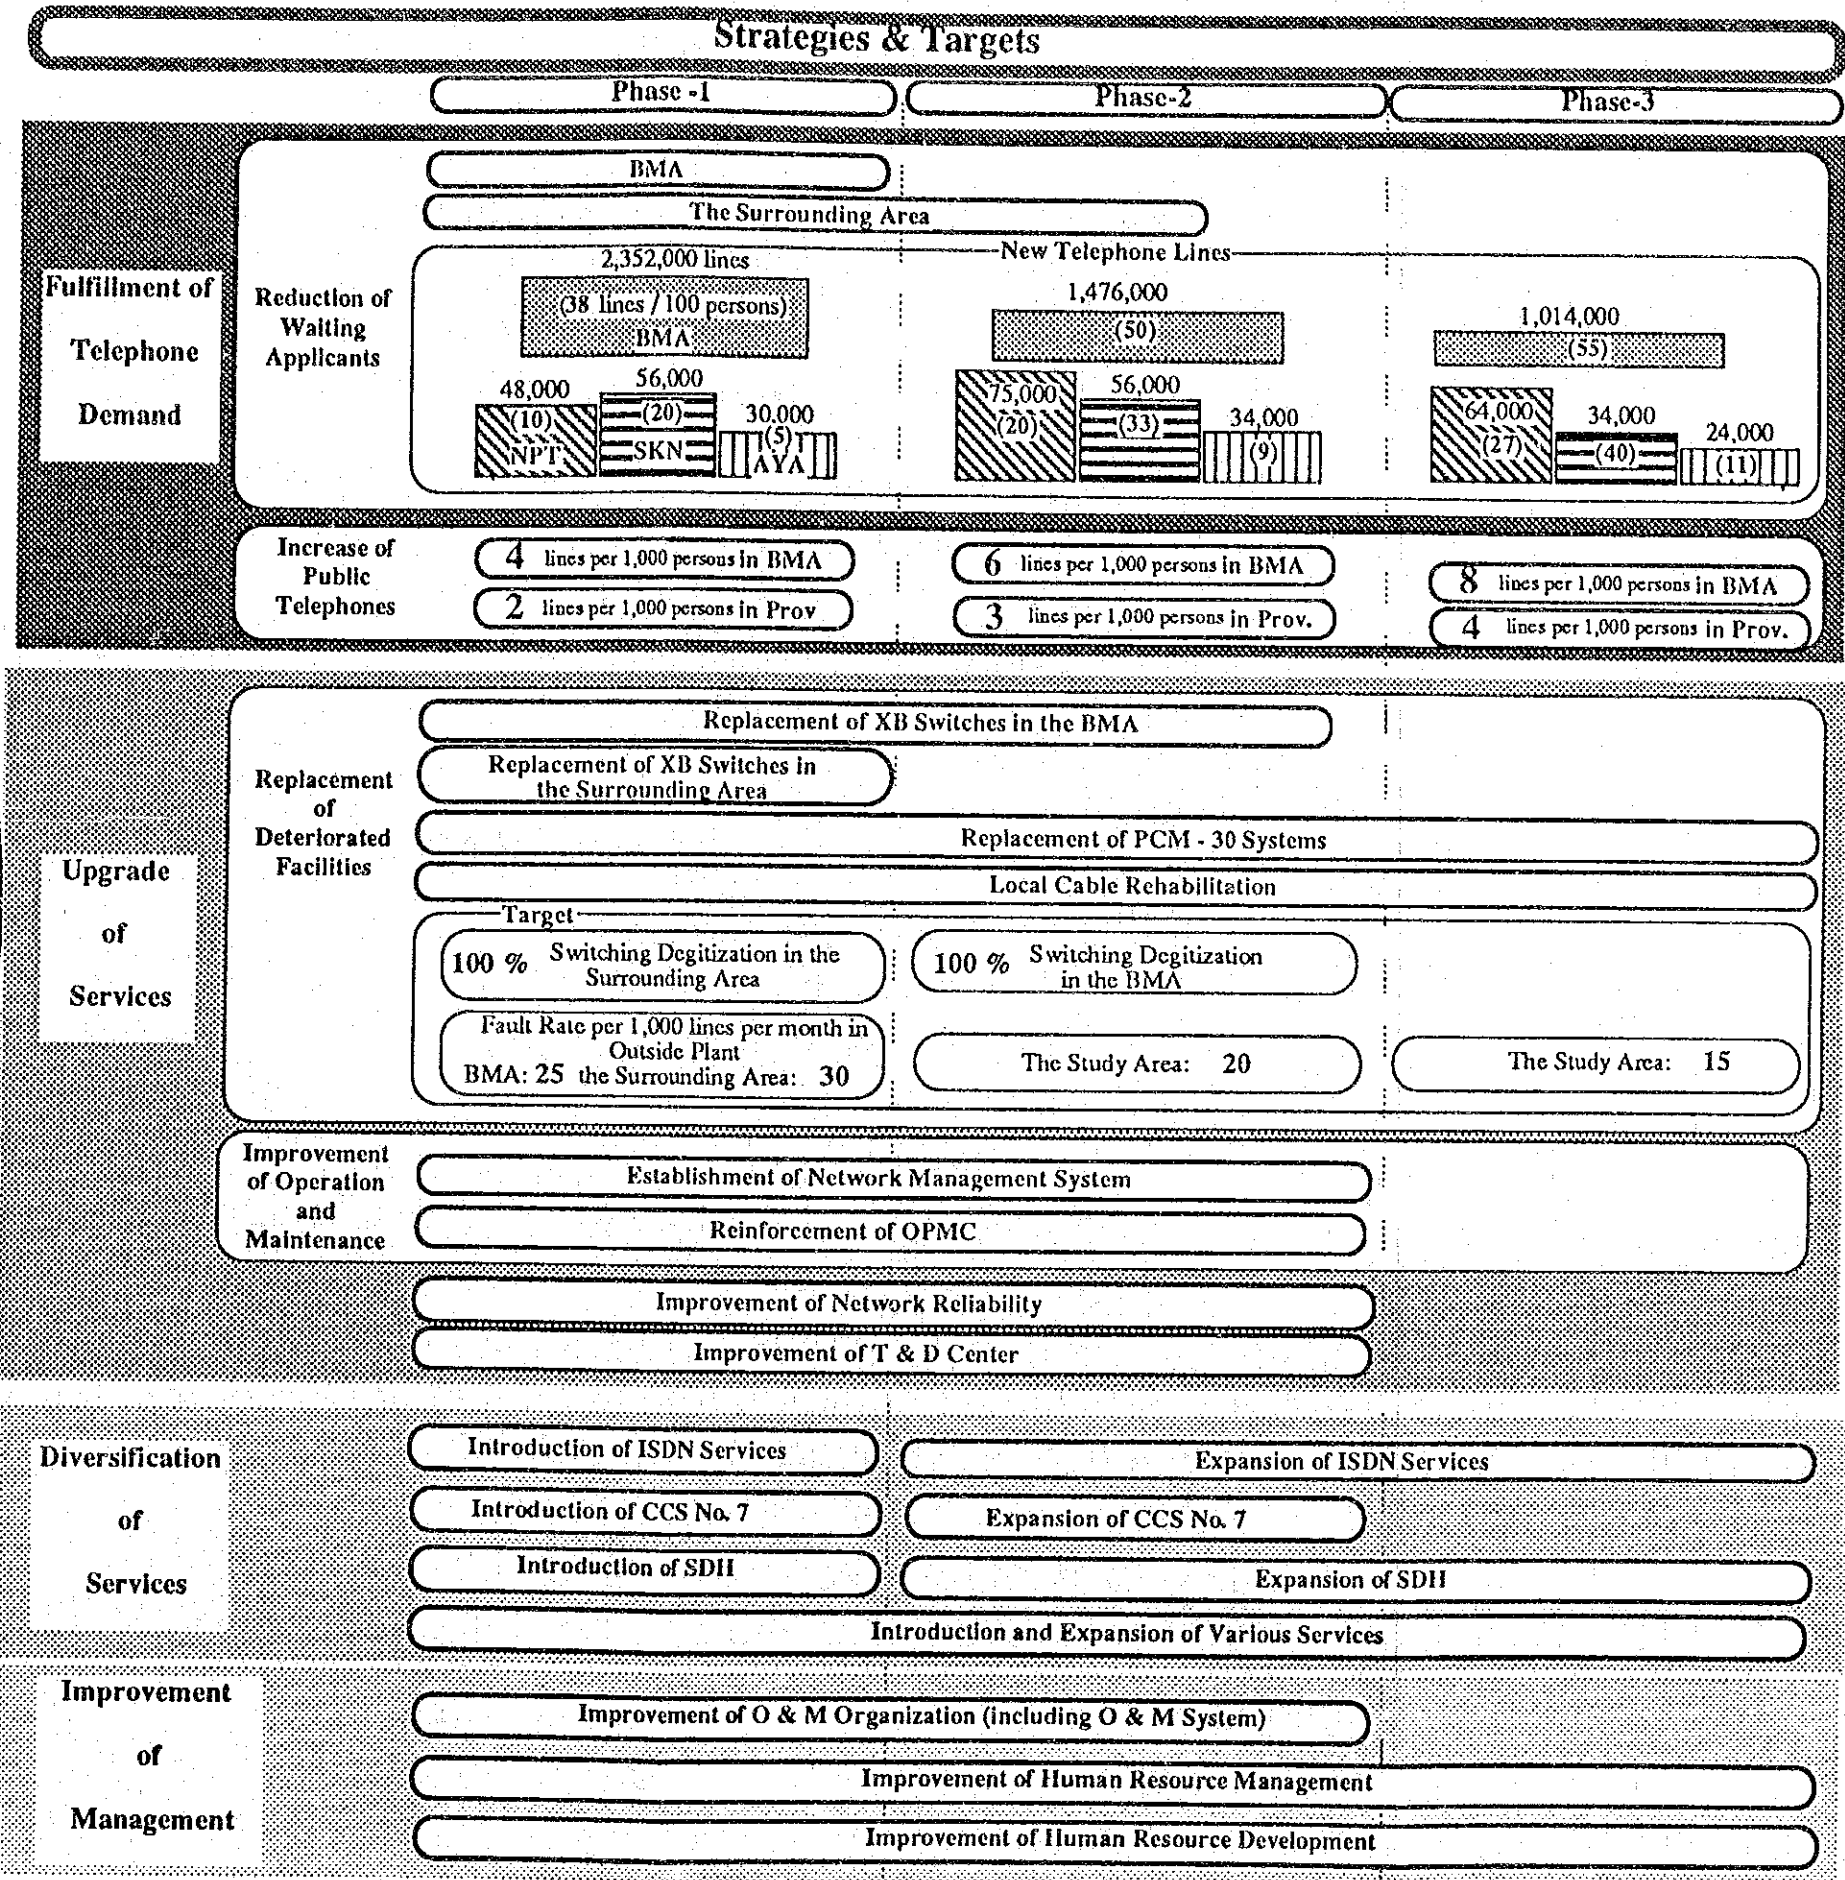 Strategies & Targets
Phase -1
Phase-2
Phase-3
Fulfillment of
Telephone
Demand
Reduction of
Waiting
Applicants
BMA
The Surrounding Area
New Telephone Lines
2,352,000 lines
(38 lines / 100 persons)
BMA
1,476,000
(50)
1,014,000
(55)
48,000
(10)
NPT
56,000
(20)
SKN
30,000
(5)
AYA
75,000
(20)
56,000
(33)
34,000
(9)
64,000
(27)
34,000
(40)
24,000
(11)
Increase of
Public
Telephones
4 lines per 1,000 persons in BMA
2 lines per 1,000 persons in Prov
6 lines per 1,000 persons in BMA
3 lines per 1,000 persons in Prov.
8 lines per 1,000 persons in BMA
4 lines per 1,000 persons in Prov.
Upgrade
of
Services
Replacement
of
Deteriorated
Facilities
Replacement of XB Switches in the BMA
Replacement of XB Switches in
the Surrounding Area
Replacement of PCM - 30 Systems
Local Cable Rehabilitation
Target
100 % Switching Degitization in the
Surrounding Area
100 % Switching Degitization
in the BMA
Fault Rate per 1,000 lines per month in
Outside Plant
BMA: 25 the Surrounding Area: 30
The Study Area: 20
The Study Area: 15
Improvement
of Operation
and
Maintenance
Establishment of Network Management System
Reinforcement of OPMC
Improvement of Network Reliability
Improvement of T & D Center
Diversification
of
Services
Introduction of ISDN Services
Expansion of ISDN Services
Introduction of CCS No. 7
Expansion of CCS No. 7
Introduction of SDH
Expansion of SDH
Introduction and Expansion of Various Services
Improvement
of
Management
Improvement of O & M Organization (including O & M System)
Improvement of Human Resource Management
Improvement of Human Resource Development